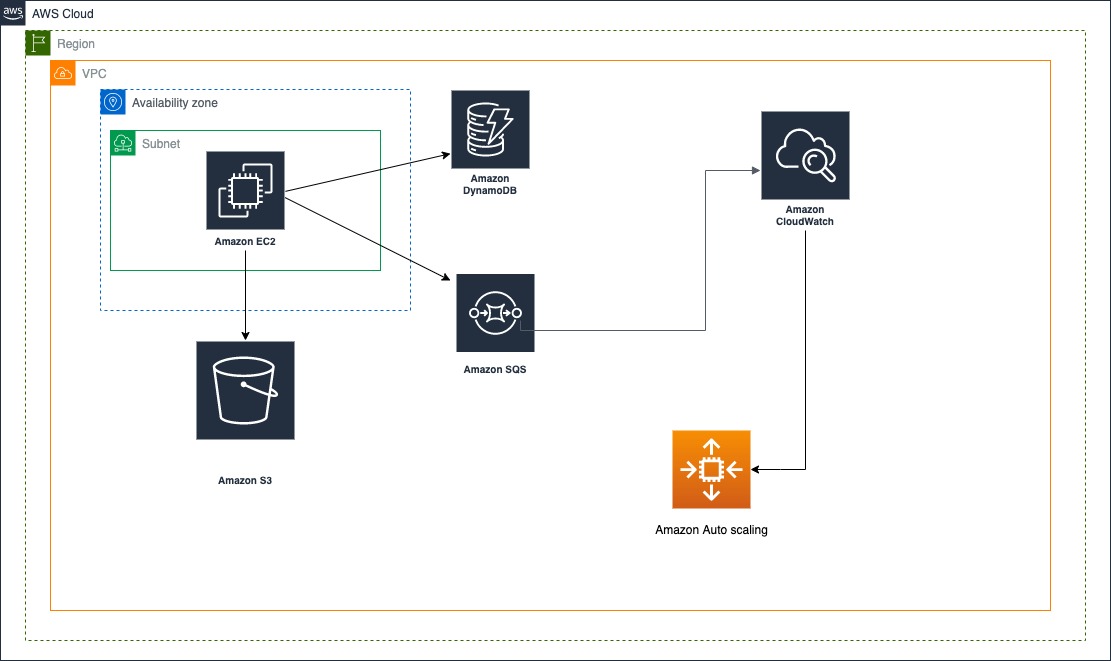 aws
AWS Cloud
Region
VPC
Availability zone
Subnet
Amazon EC2
Amazon
DynamoDB
Amazon
CloudWatch
Amazon SQS
Amazon S3
Amazon Auto scaling